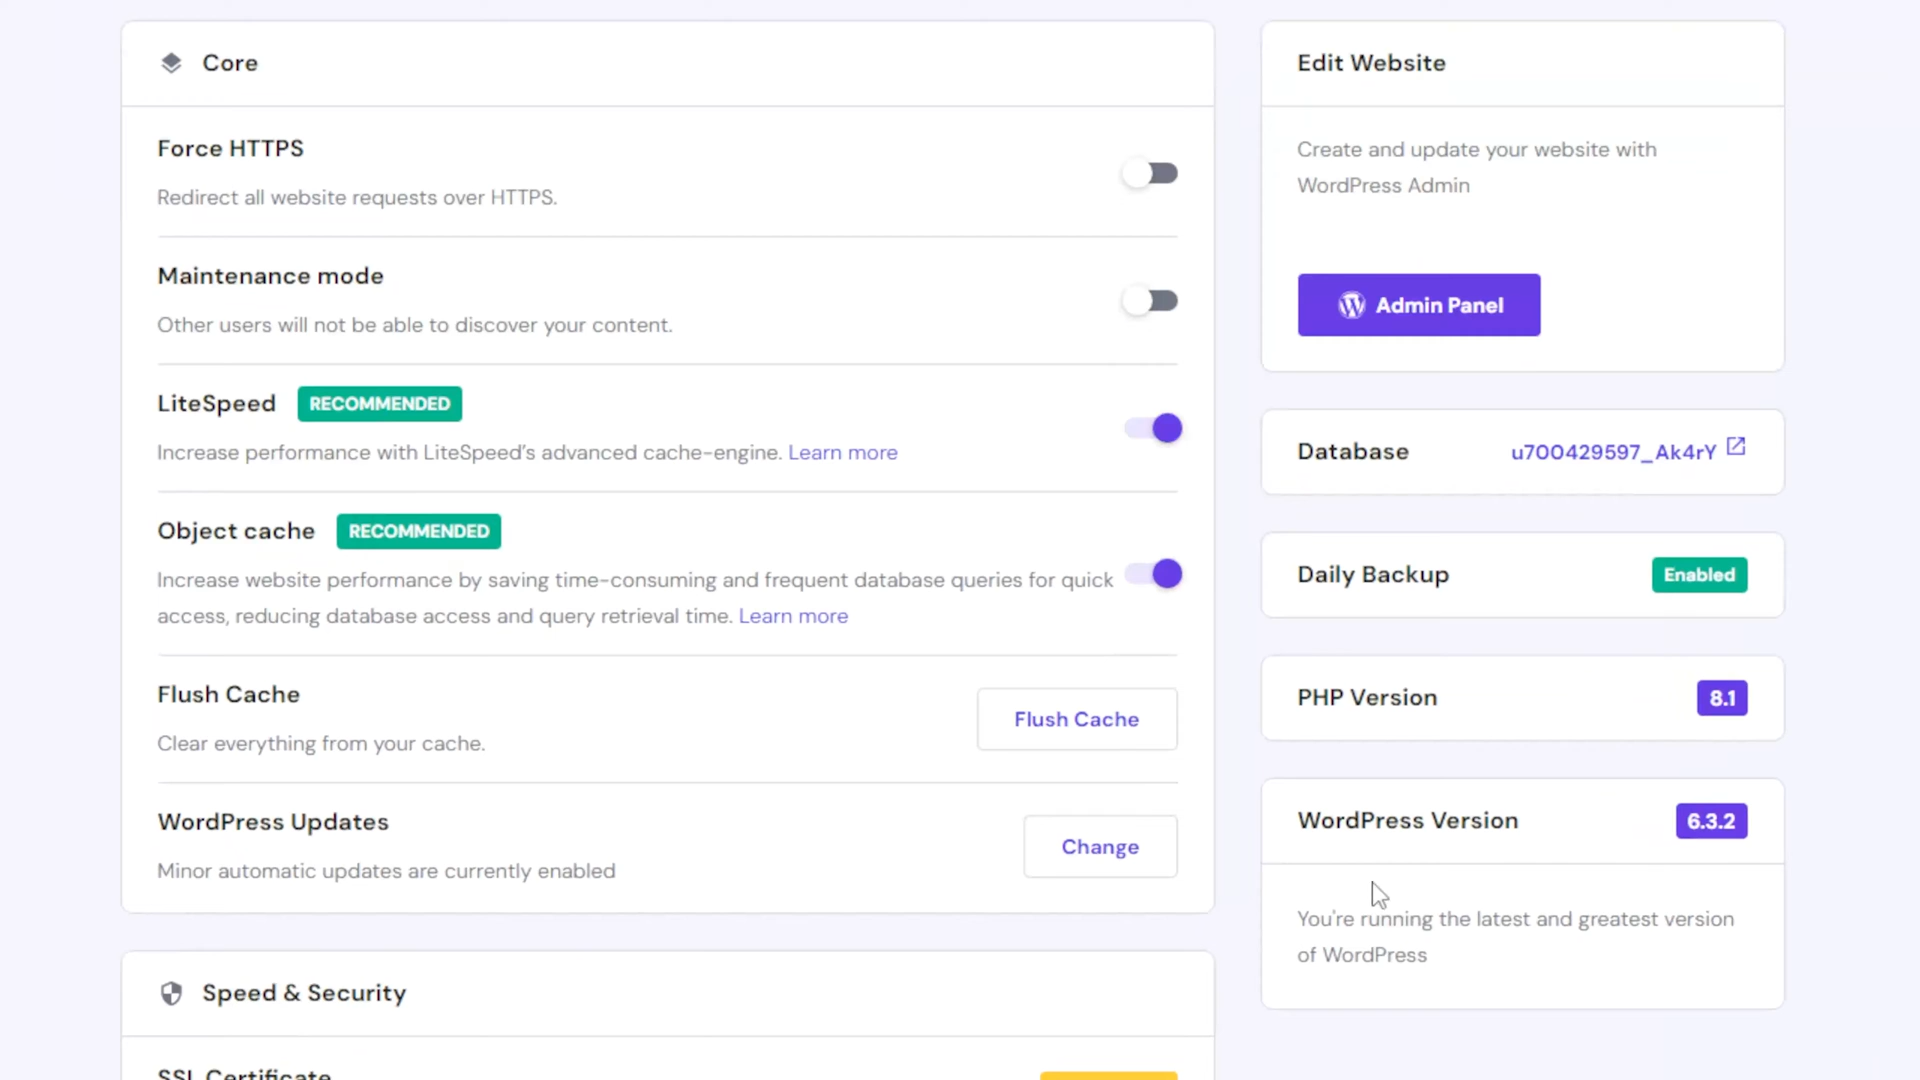 Core
Force HTTPS
Redirect all website requests over HTTPS.
Maintenance mode
Other users will not be able to discover your content.
LiteSpeed RECOMMENDED
Increase performance with LiteSpeed’s advanced cache-engine. Learn more
Object cache RECOMMENDED
Increase website performance by saving time-consuming and frequent database queries for quick
access, reducing database access and query retrieval time. Learn more
Flush Cache
Clear everything from your cache.
Flush Cache
WordPress Updates
Minor automatic updates are currently enabled
Change
Speed & Security
SSL Certificate
Edit Website
Create and update your website with
WordPress Admin
Admin Panel
Database u700429597_Ak4rY
Daily Backup Enabled
PHP Version 8.1
WordPress Version 6.3.2
You're running the latest and greatest version
of WordPress